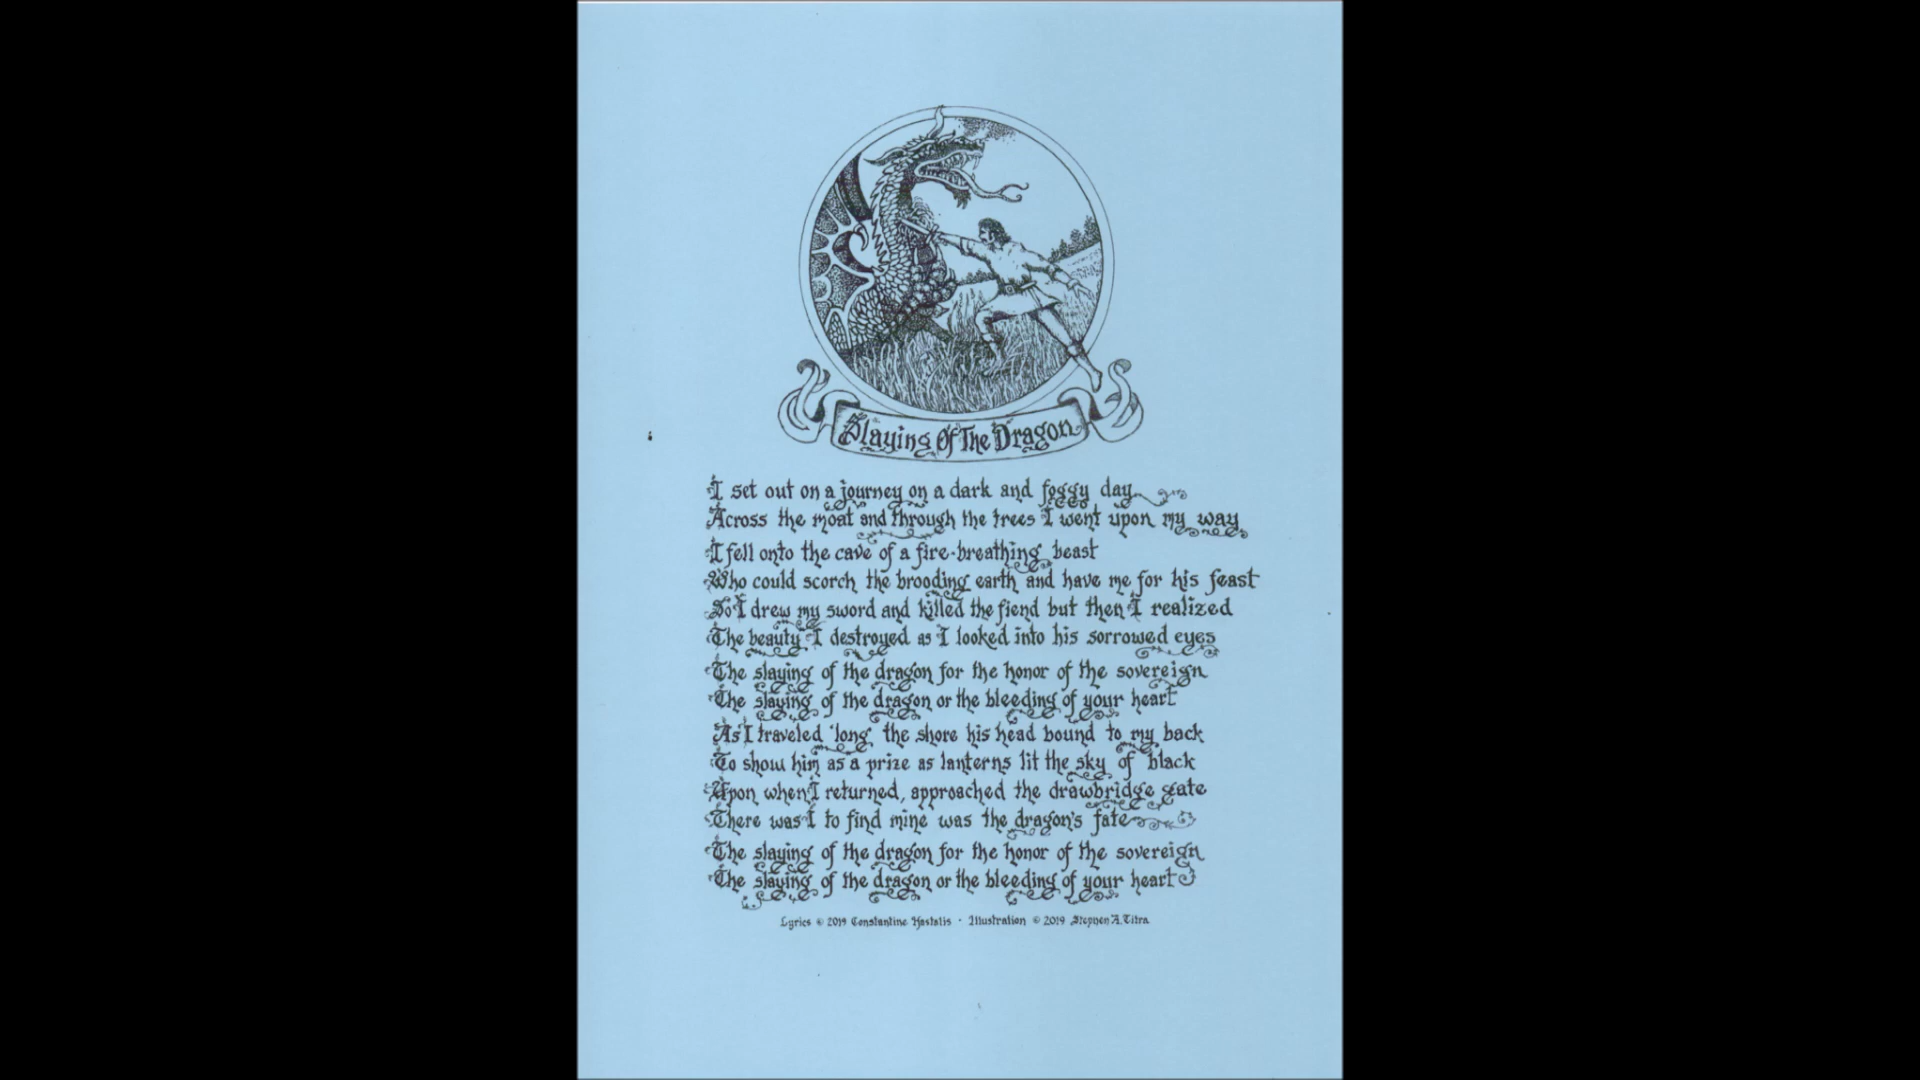 Slaying Of The Dragon
I set out on a journey on a dark and foggy day
Across the moat and through the trees I went upon my way
I fell onto the cave of a fire-breathing beast
Who could scorch the brooding earth and have me for his feast
So I drew my sword and killed the fiend but then I realized
The beauty I destroyed as I looked into his sorrowed eyes
The slaying of the dragon for the honor of the sovereign
The slaying of the dragon or the bleeding of your heart
As I traveled 'long the shore his head bound to my back
To show him as a prize as lanterns lit the sky of black
Upon when I returned, approached the drawbridge gate
There was I to find mine was the dragon's fate
The slaying of the dragon for the honor of the sovereign
The slaying of the dragon or the bleeding of your heart
Lyrics © 2019 Constantine Kastalis · Illustration © 2019 Stephen A. Titra